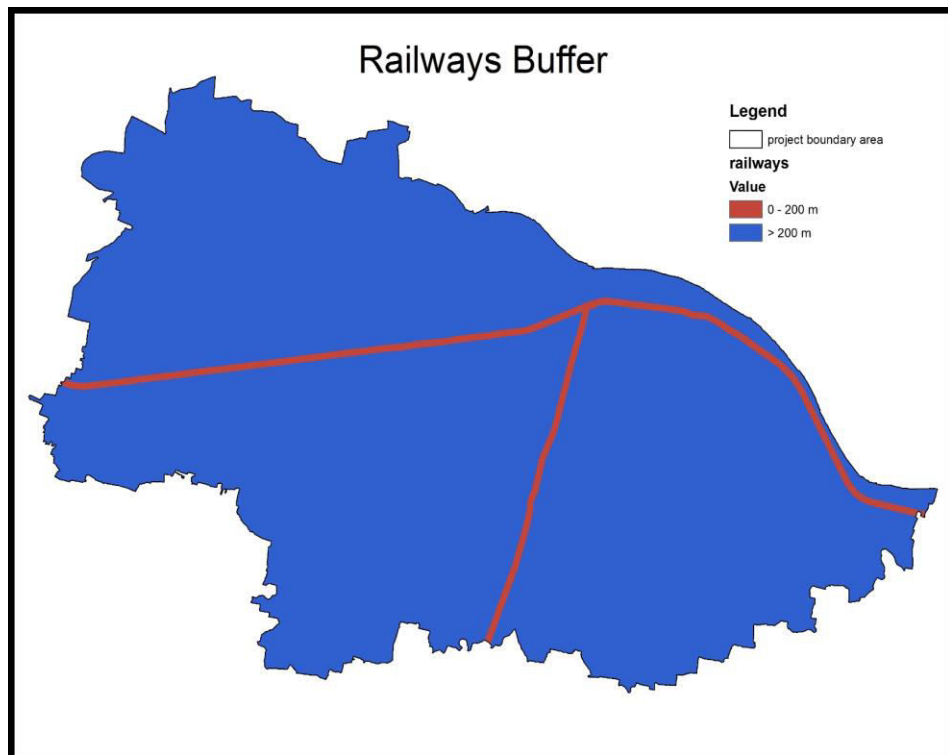 Railways Buffer
Legend
project boundary area
railways
Value
0 - 200 m
> 200 m